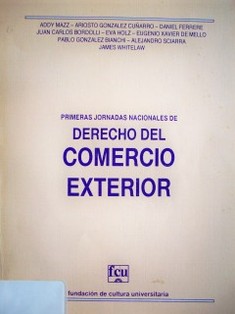 ADDY MAZZ – ARIOSTO GONZALEZ CUÑARRO – DANIEL FERRERE
JUAN CARLOS BORDOLLI – EVA HOLZ – EUGENIO XAVIER DE MELLO
PABLO GONZALEZ BIANCHI – ALEJANDRO SCIARRA
JAMES WHITELAW
PRIMERAS JORNADAS NACIONALES DE
DERECHO DEL
COMERCIO
EXTERIOR
fcu
fundación de cultura universitaria